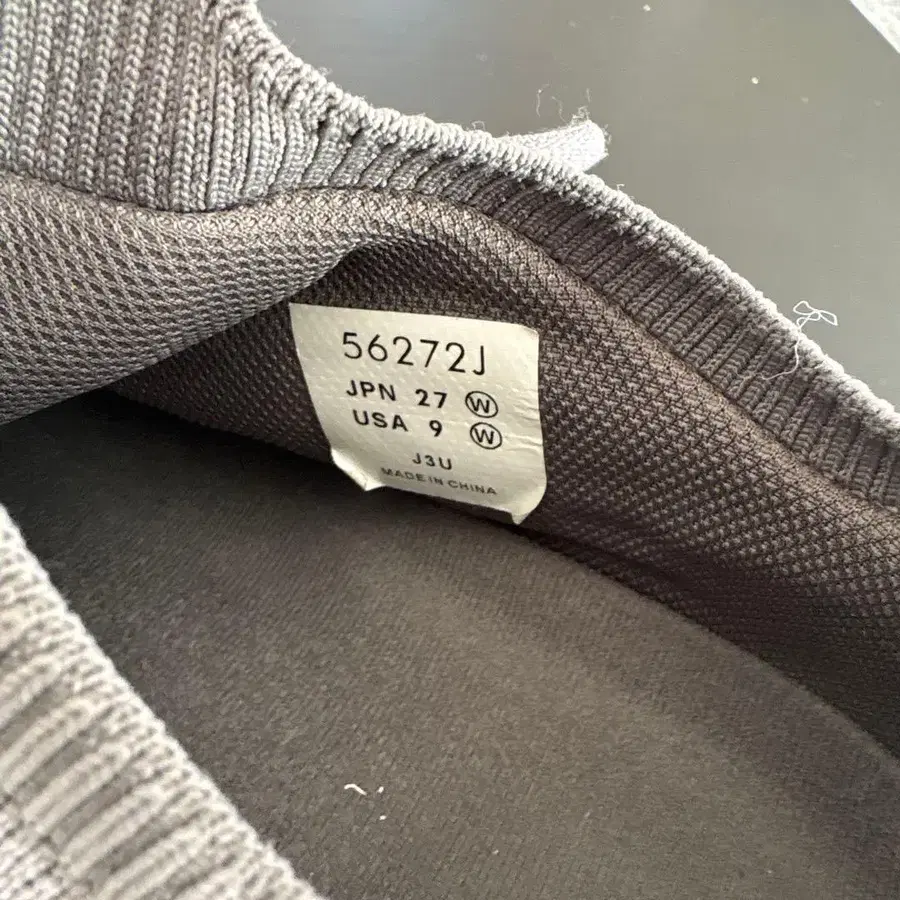 56272J
JPN 27 Ⓦ
USA 9 Ⓦ
J3U
MADE IN CHINA